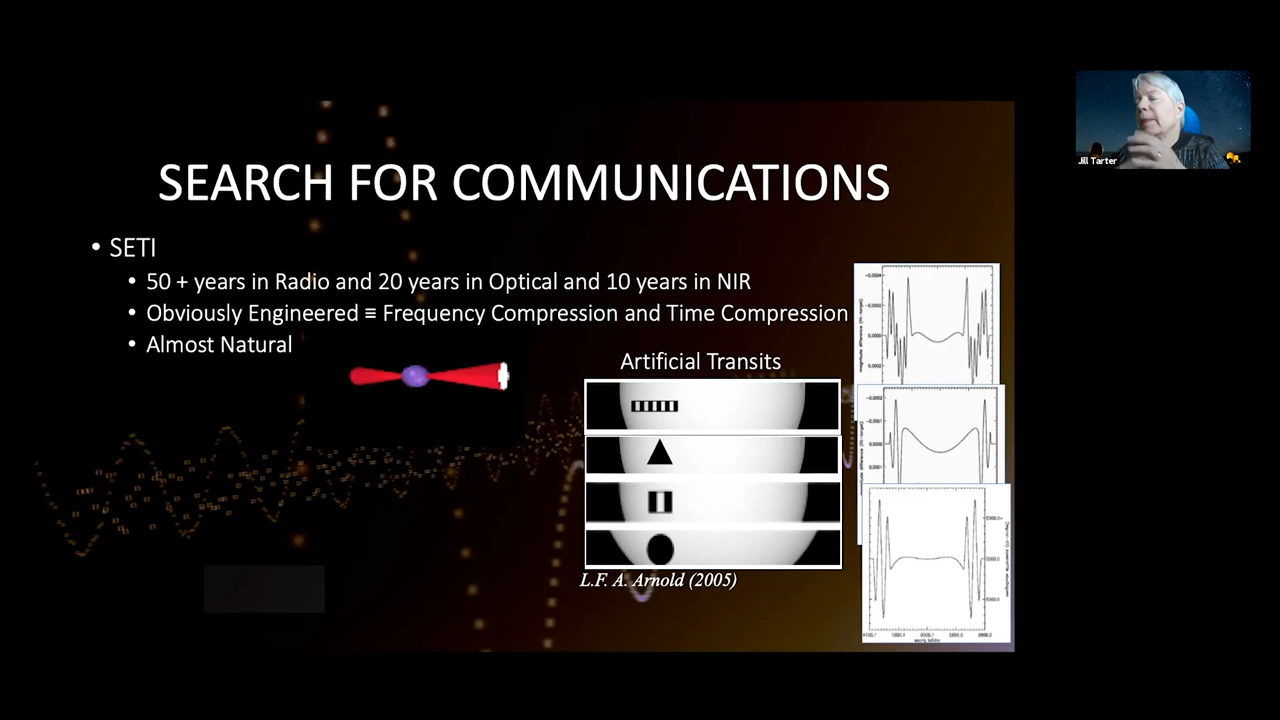 SEARCH FOR COMMUNICATIONS
• SETI
• 50 + years in Radio and 20 years in Optical and 10 years in NIR
• Obviously Engineered ≡ Frequency Compression and Time Compression
• Almost Natural
Artificial Transits
L.F. A. Arnold (2005)
Jill Tarter